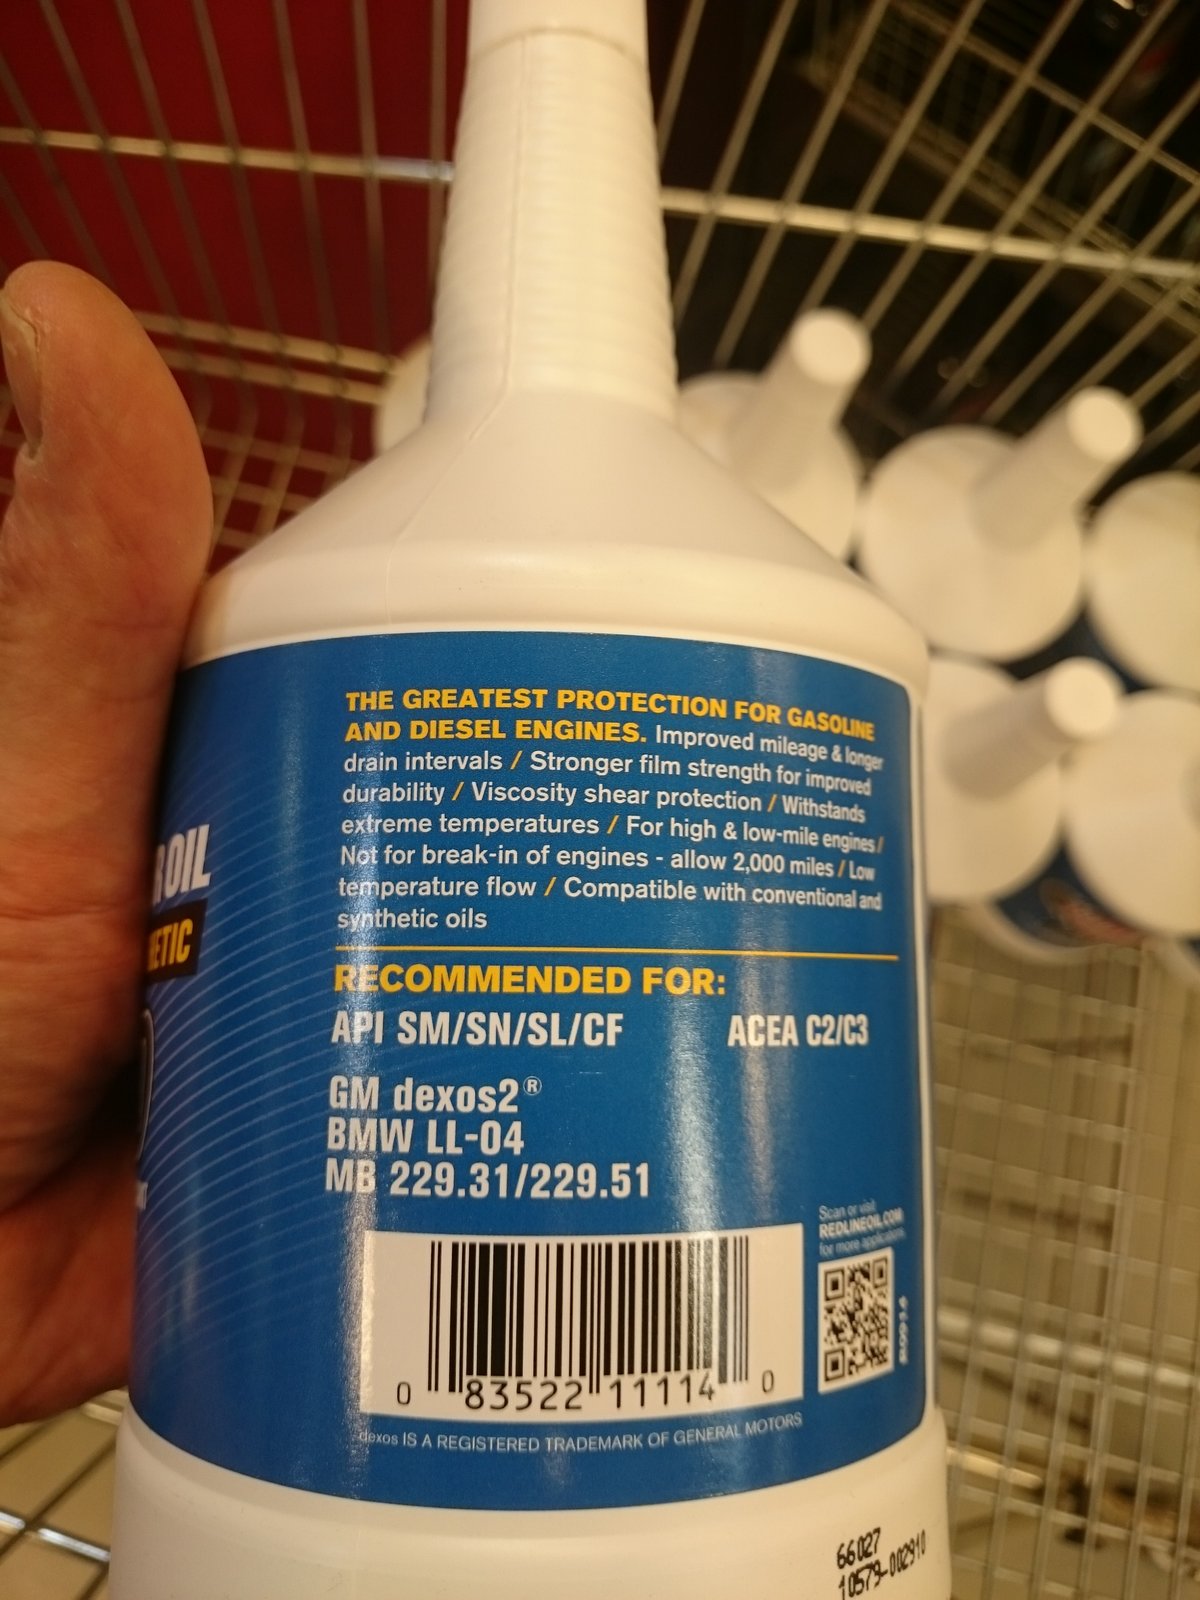 THE GREATEST PROTECTION FOR GASOLINE
AND DIESEL ENGINES. Improved mileage & longer
drain intervals / Stronger film strength for improved
durability / Viscosity shear protection / Withstands
extreme temperatures / For high & low-mile engines /
Not for break-in of engines - allow 2,000 miles / Low
temperature flow / Compatible with conventional and
synthetic oils
ROIL
HETIC
RECOMMENDED FOR:
API SM/SN/SL/CF ACEA C2/C3
GM dexos2®
BMW LL-04
MB 229.31/229.51
Scan or visit
REDLINEOIL.COM
for more applications.
0 83522 11114 0
dexos IS A REGISTERED TRADEMARK OF GENERAL MOTORS
66027
10579-002910